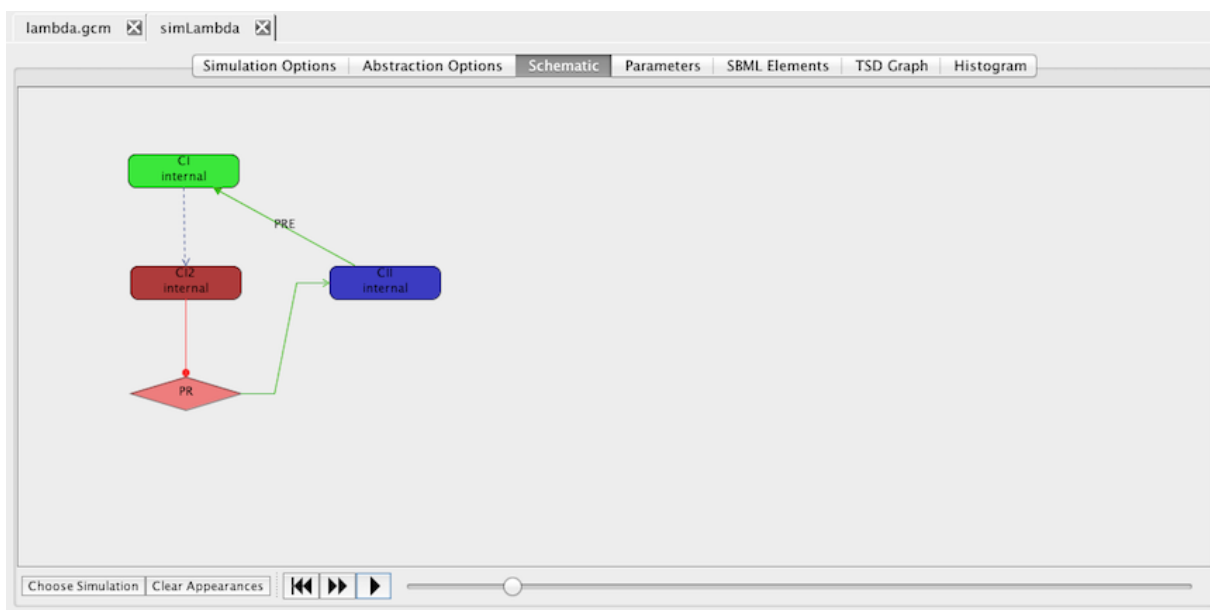 lambda.gcm simLambda
Simulation Options Abstraction Options Schematic Parameters SBML Elements TSD Graph Histogram
CI
internal
PRE
CI2
internal
CII
internal
PR
Choose Simulation Clear Appearances